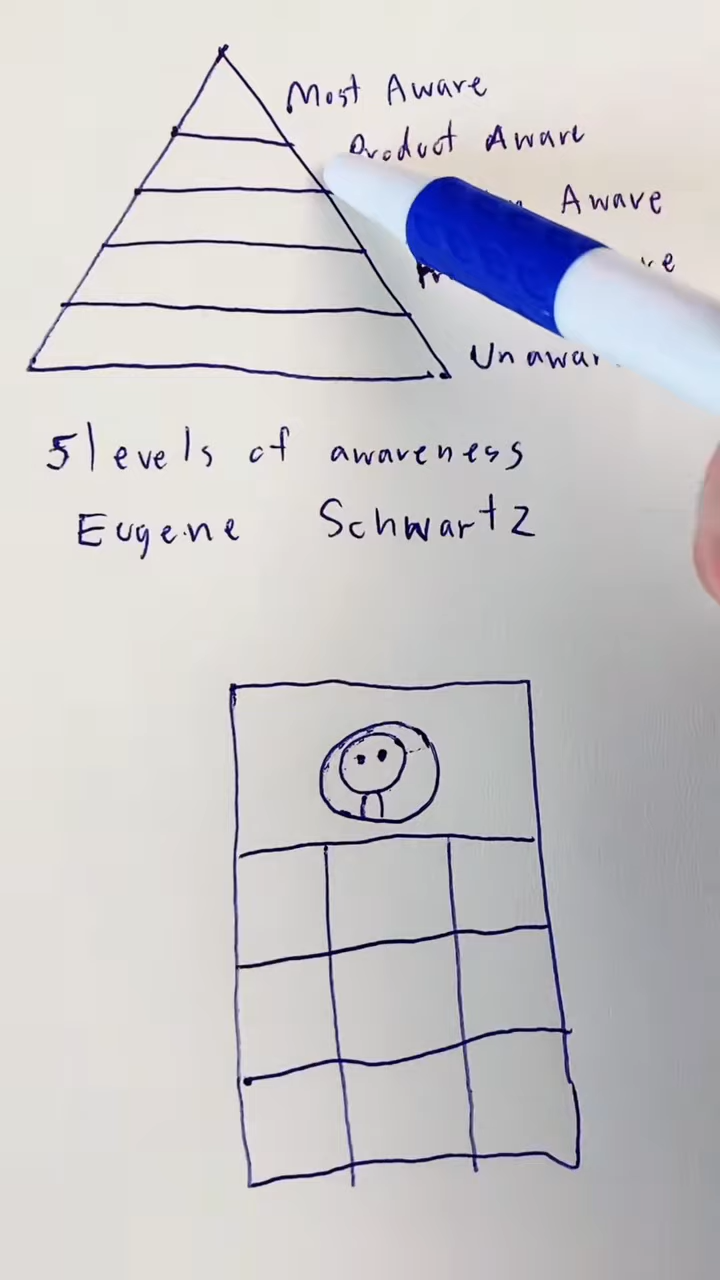 Most Aware
Product Aware
Aware
5 levels of awareness
Eugene Schwartz